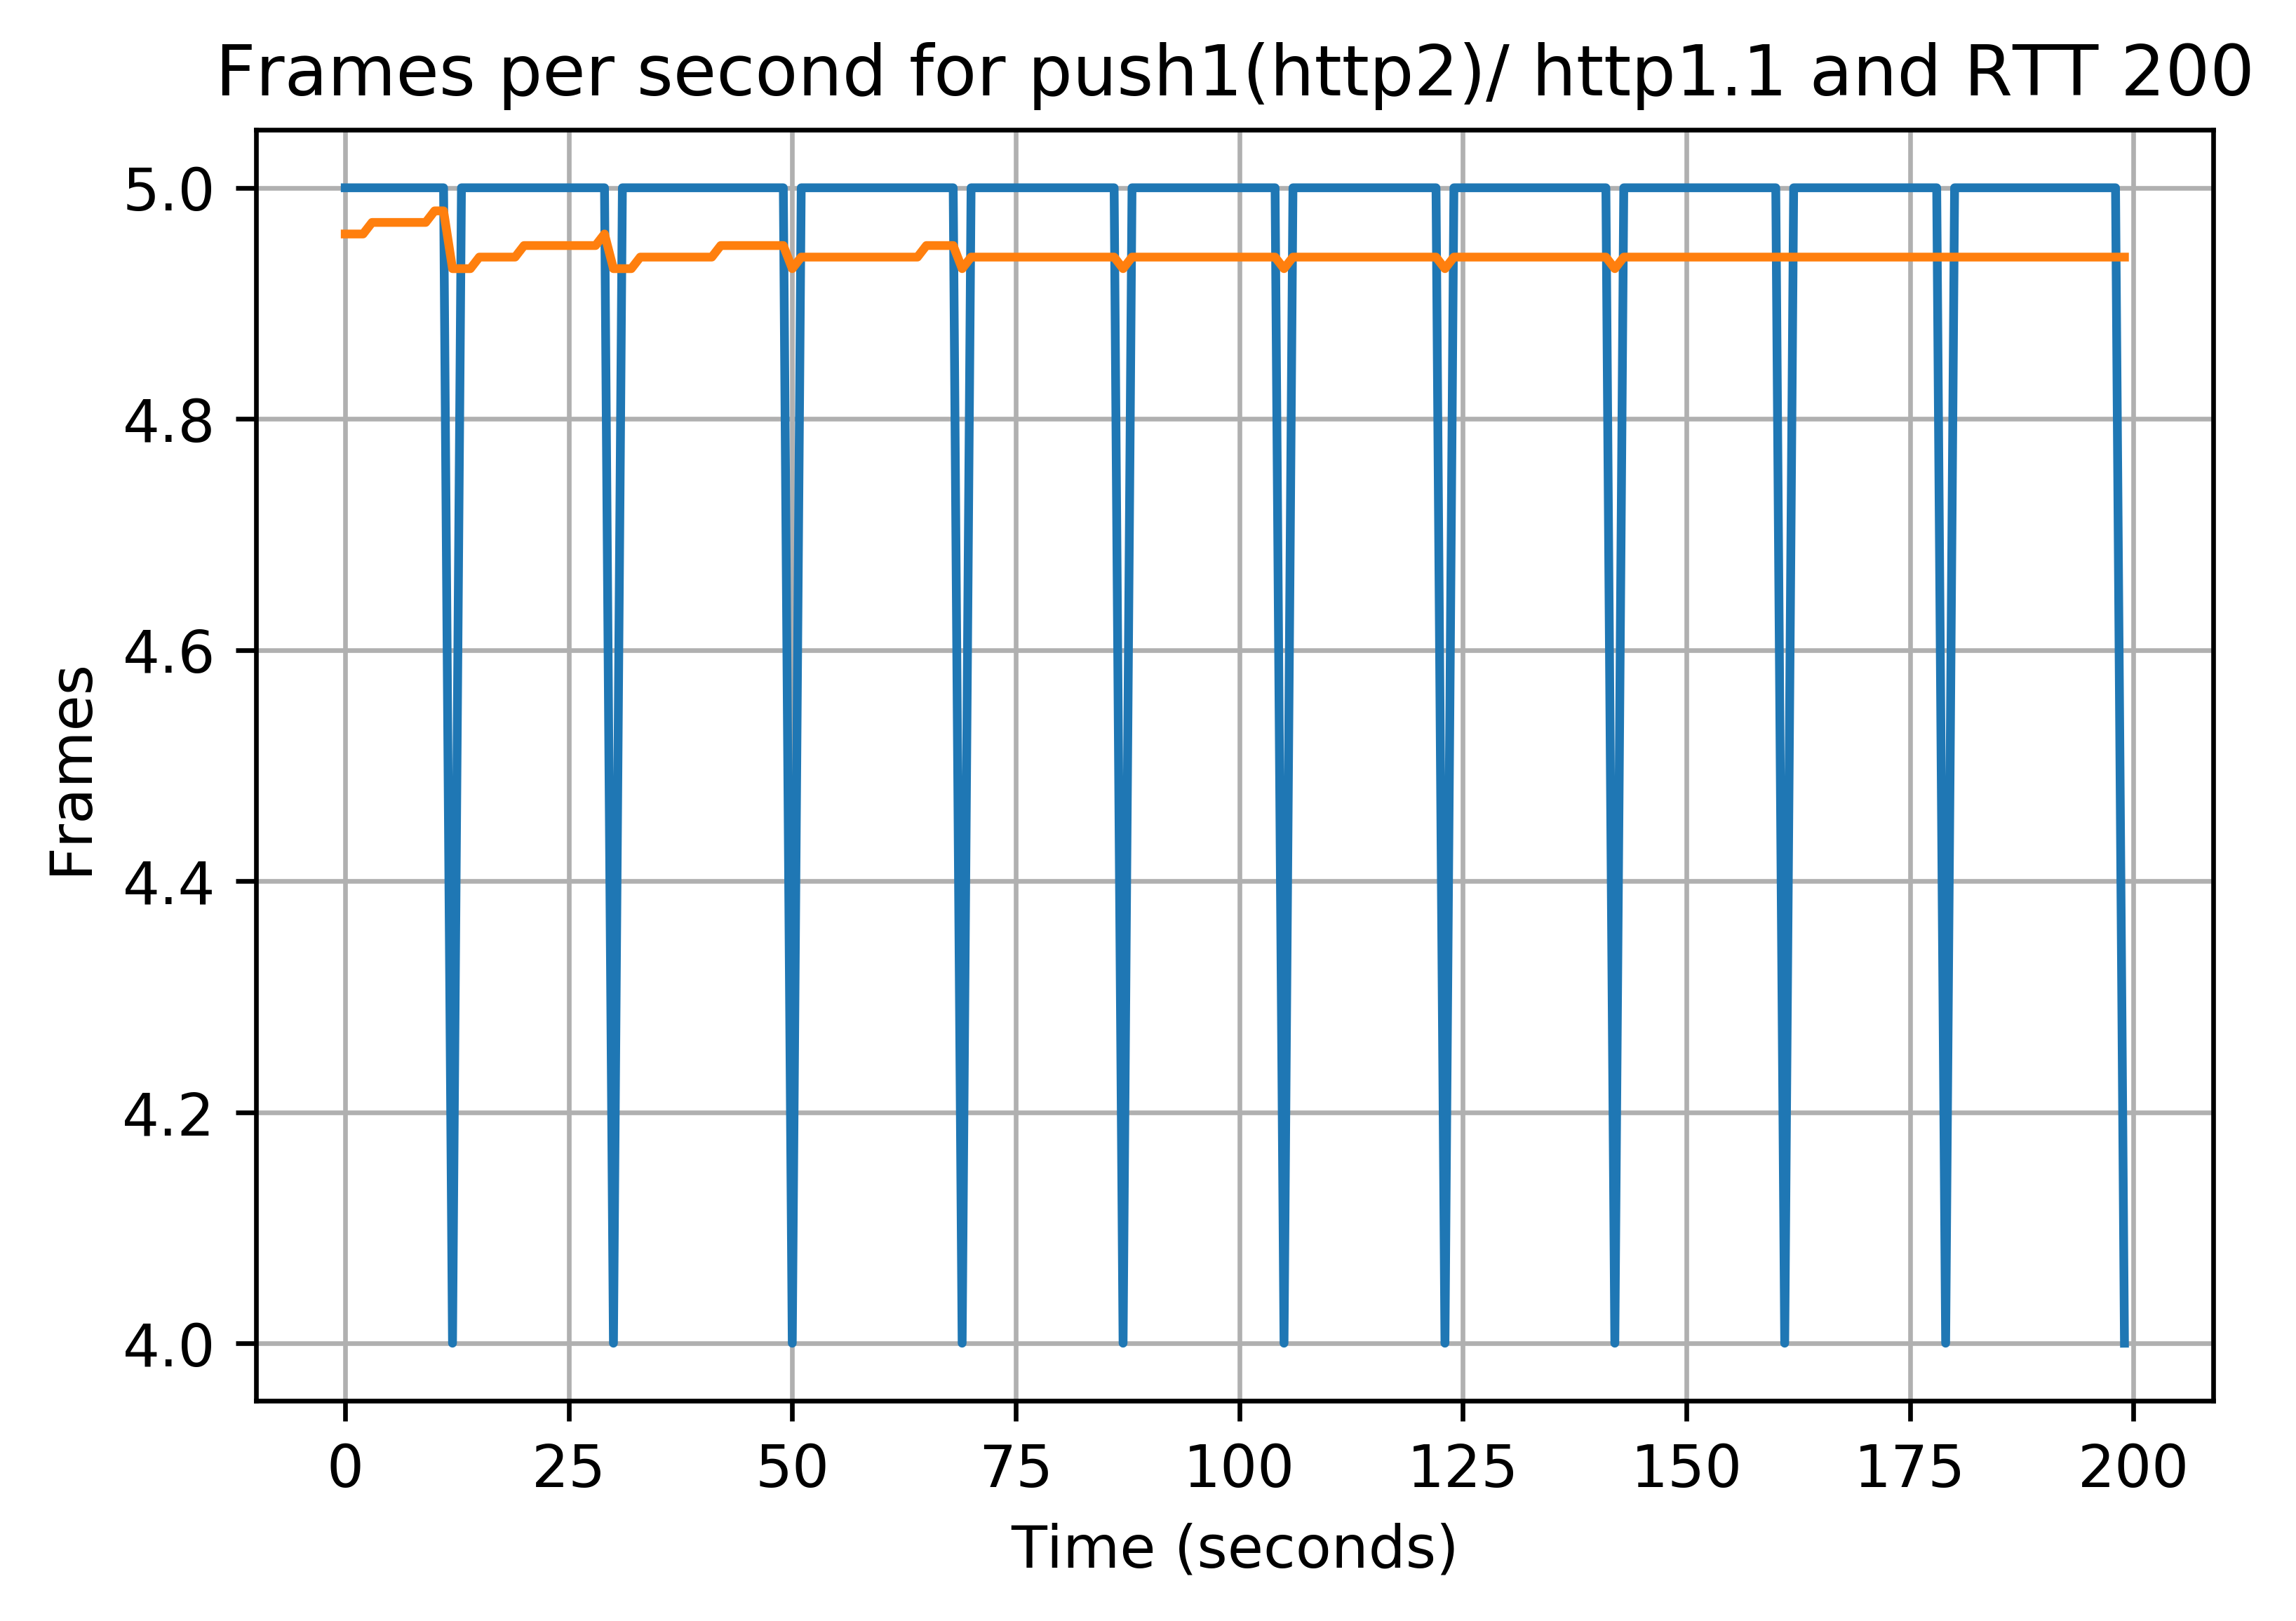 Frames per second for push1(http2)/ http1.1 and RTT 200
5.0
4.8
4.6
4.4
4.2
4.0
Frames
0 25 50 75 100 125 150 175 200
Time (seconds)